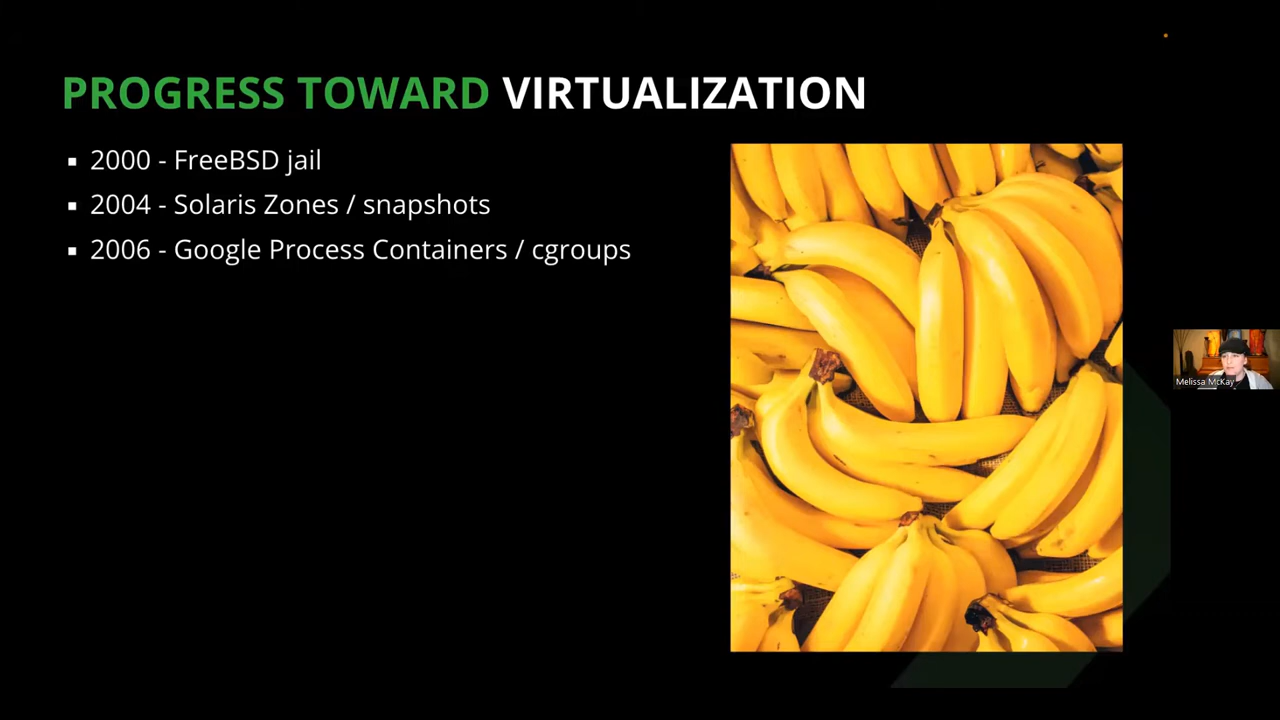 PROGRESS TOWARD VIRTUALIZATION
▪ 2000 - FreeBSD jail
▪ 2004 - Solaris Zones / snapshots
▪ 2006 - Google Process Containers / cgroups
Melissa McKay